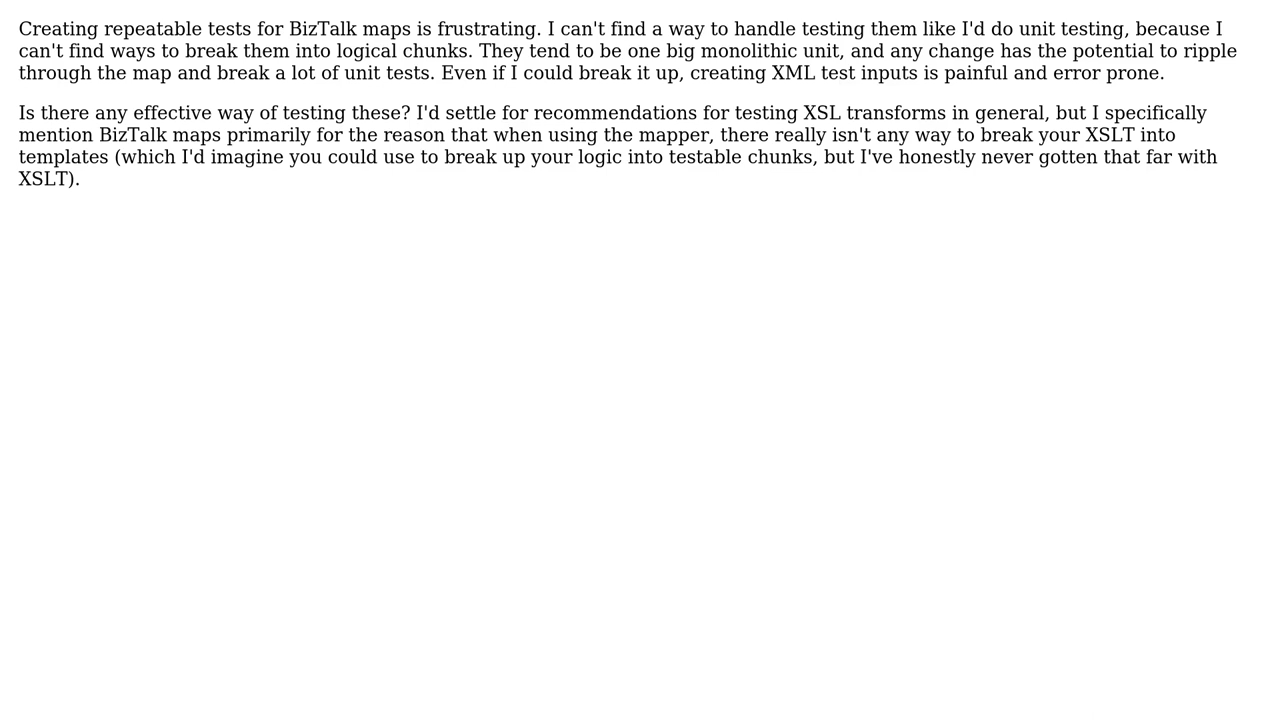 Creating repeatable tests for BizTalk maps is frustrating. I can't find a way to handle testing them like I'd do unit testing, because I
can't find ways to break them into logical chunks. They tend to be one big monolithic unit, and any change has the potential to ripple
through the map and break a lot of unit tests. Even if I could break it up, creating XML test inputs is painful and error prone.
Is there any effective way of testing these? I'd settle for recommendations for testing XSL transforms in general, but I specifically
mention BizTalk maps primarily for the reason that when using the mapper, there really isn't any way to break your XSLT into
templates (which I'd imagine you could use to break up your logic into testable chunks, but I've honestly never gotten that far with
XSLT).